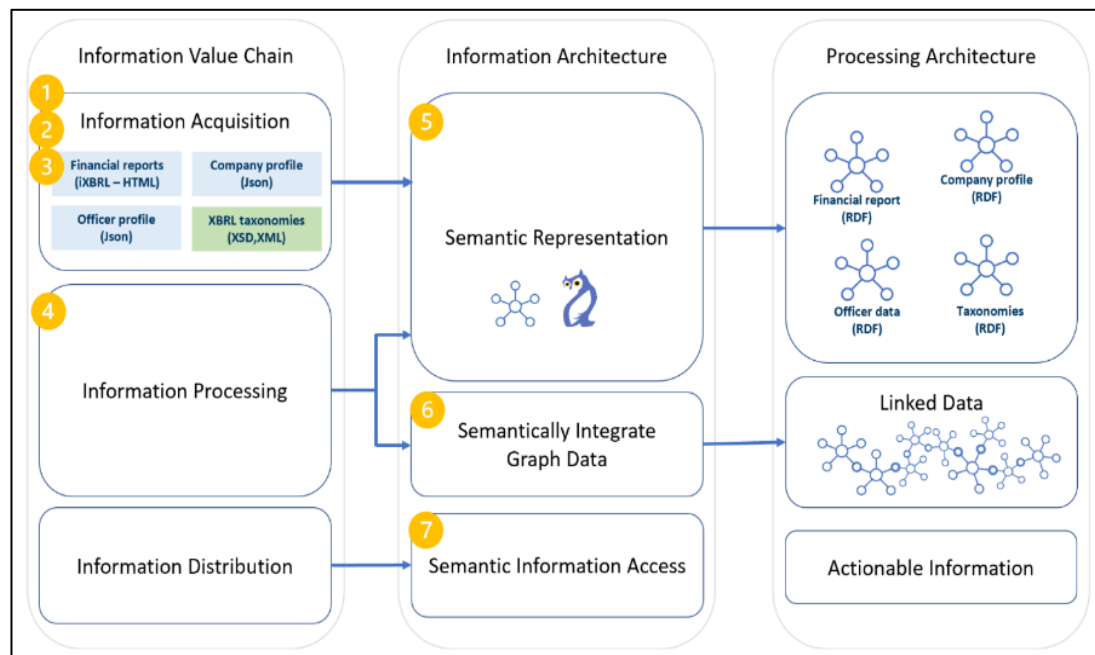 Information Value Chain
1
Information Acquisition
2
3
Financial reports
(iXBRL – HTML)
Company profile
(Json)
Officer profile
(Json)
XBRL taxonomies
(XSD,XML)
4
Information Processing
Information Distribution
Information Architecture
5
Semantic Representation
6
Semantically Integrate
Graph Data
7
Semantic Information Access
Processing Architecture
Financial report
(RDF)
Company profile
(RDF)
Officer data
(RDF)
Taxonomies
(RDF)
Linked Data
Actionable Information